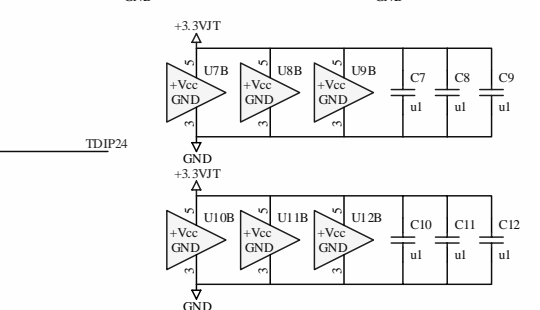 GND GND
+3.3VJT
5 U7B 5 U8B 5 U9B C7 C8 C9
+Vcc +Vcc +Vcc
GND GND GND
u1 u1 u1
3 3 3
TDIP24
GND
+3.3VJT
5 U10B 5 U11B 5 U12B C10 C11 C12
+Vcc +Vcc +Vcc
GND GND GND
u1 u1 u1
3 3 3
GND